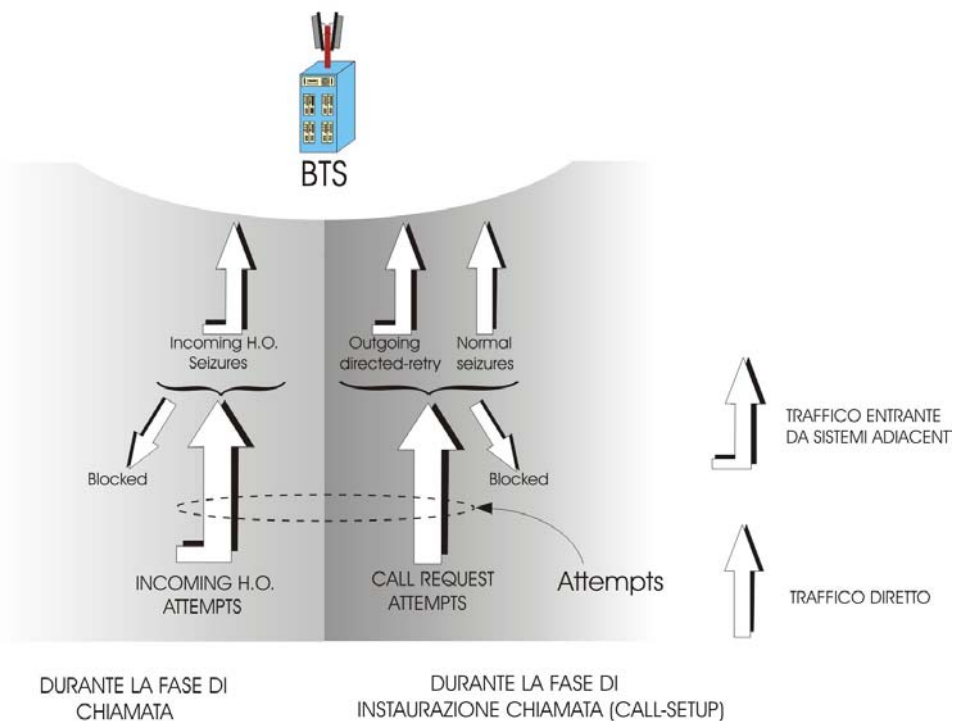 BTS
Incoming H.O.
Seizures
Outgoing
directed-retry
Normal
seizures
Blocked
Blocked
INCOMING H.O.
ATTEMPTS
CALL REQUEST
ATTEMPTS
Attempts
TRAFFICO ENTRANTE
DA SISTEMI ADIACENT
TRAFFICO DIRETTO
DURANTE LA FASE DI
CHIAMATA
DURANTE LA FASE DI
INSTAURAZIONE CHIAMATA (CALL-SETUP)